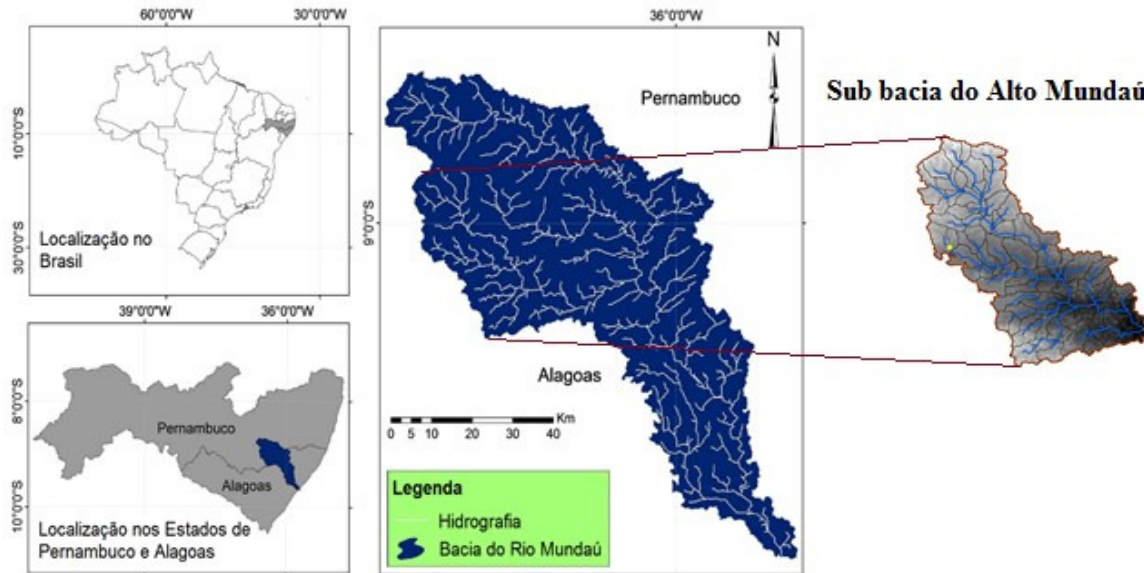 60°0'0"W 30°0'0"W
10°0'0"S
30°0'0"S
Localização no
Brasil
39°0'0"W 36°0'0"W
8°0'0"S
10°0'0"S
Pernambuco
Alagoas
Localização nos Estados de
Pernambuco e Alagoas
36°0'0"W
9°0'0"S
N
Pernambuco
Alagoas
Km
0 5 10 20 30 40
Legenda
Hidrografia
Bacia do Rio Mundaú
Sub bacia do Alto Mundaú